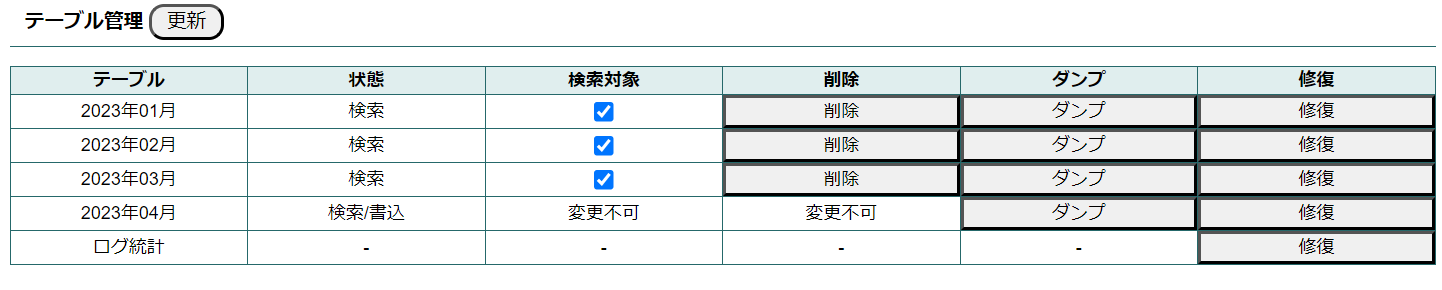 テーブル管理 更新
テーブル 状態 検索対象 削除 ダンプ 修復
2023年01月 検索 削除 ダンプ 修復
2023年02月 検索 削除 ダンプ 修復
2023年03月 検索 削除 ダンプ 修復
2023年04月 検索/書込 変更不可 変更不可 ダンプ 修復
ログ統計 - - - - 修復